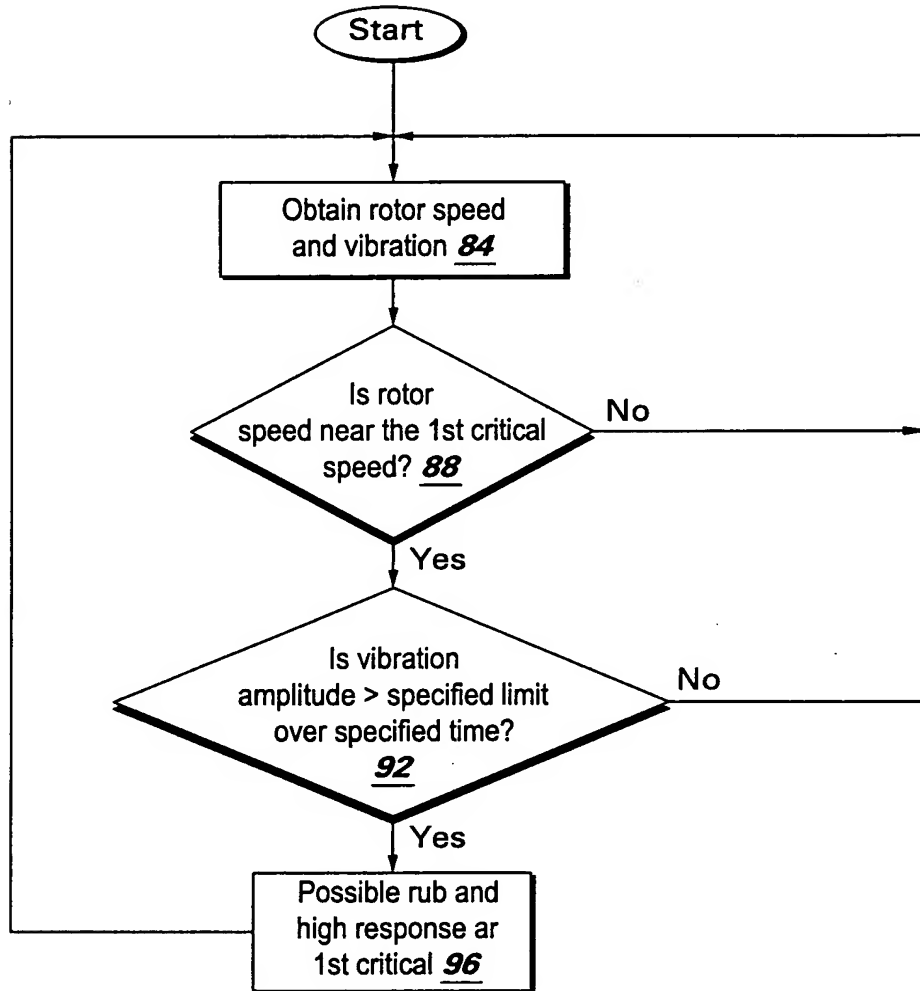 Start
Obtain rotor speed
and vibration 84
Is rotor
speed near the 1st critical
speed? 88
No
Yes
Is vibration
amplitude > specified limit
over specified time?
92
No
Yes
Possible rub and
high response ar
1st critical 96